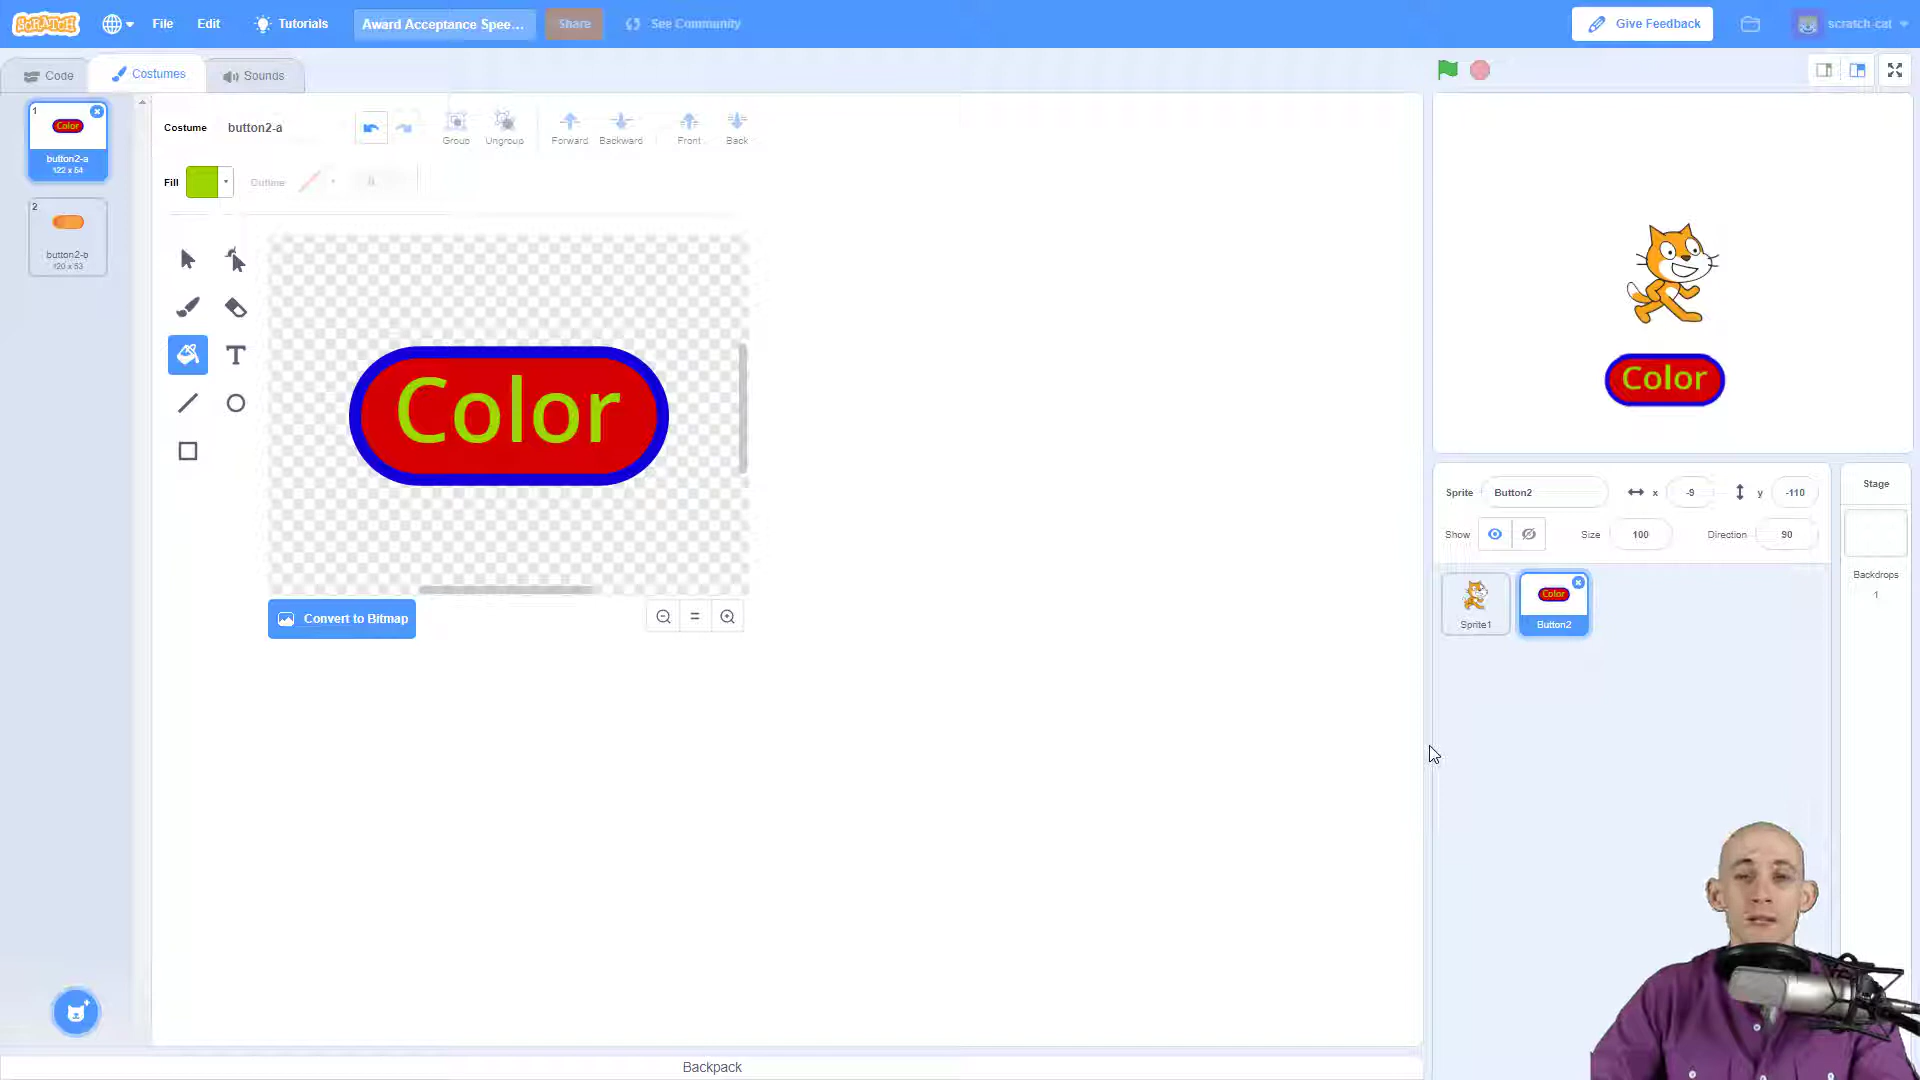 SCRATCH
File
Edit
Tutorials
Award Acceptance Spee...
Share
See Community
Give Feedback
scratch-cat
Code
Costumes
Sounds
1
Color
button2-a
122 x 54
2
button2-b
120 x 53
Costume
button2-a
Group
Ungroup
Forward
Backward
Front
Back
Fill
Outline
Color
Convert to Bitmap
Color
Sprite
Button2
x
-9
y
-110
Show
Size
100
Direction
90
Sprite1
Color
Button2
Stage
Backdrops
1
Backpack